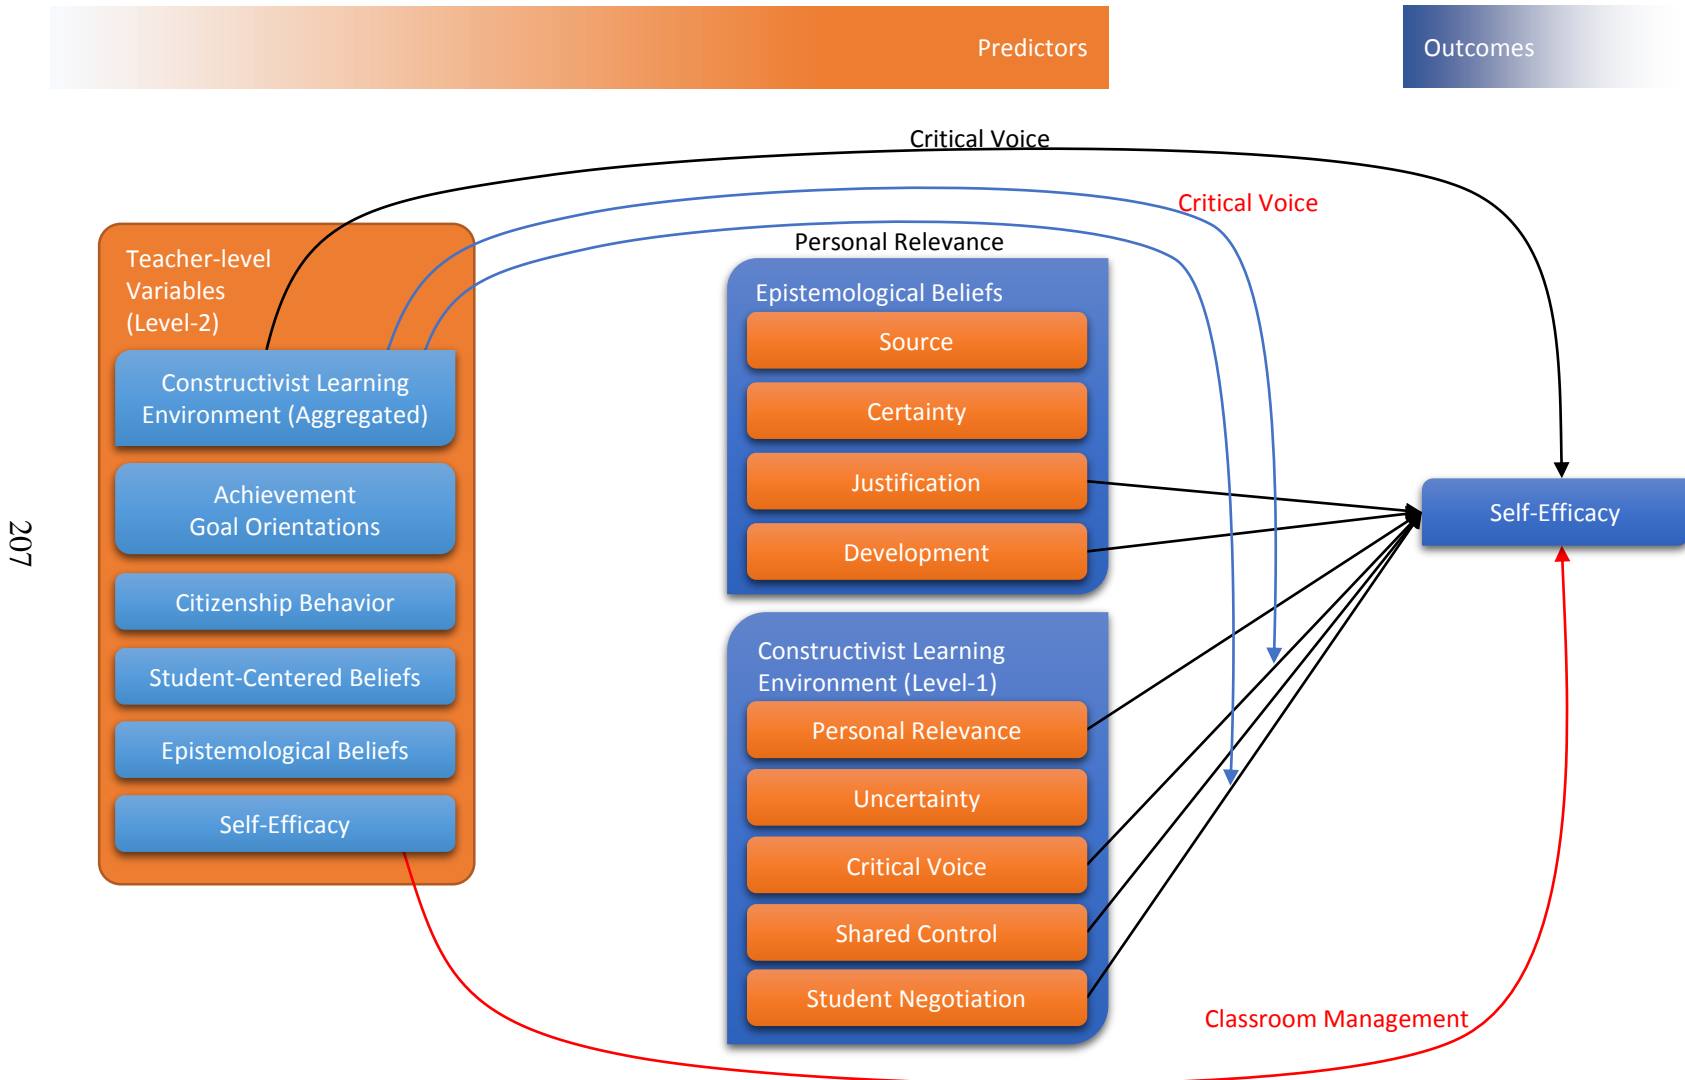 Predictors
Outcomes
Critical Voice
Critical Voice
Personal Relevance
Teacher-level
Variables
(Level-2)
Constructivist Learning
Environment (Aggregated)
Achievement
Goal Orientations
Citizenship Behavior
Student-Centered Beliefs
Epistemological Beliefs
Self-Efficacy
Epistemological Beliefs
Source
Certainty
Justification
Development
Constructivist Learning
Environment (Level-1)
Personal Relevance
Uncertainty
Critical Voice
Shared Control
Student Negotiation
Self-Efficacy
Classroom Management
207